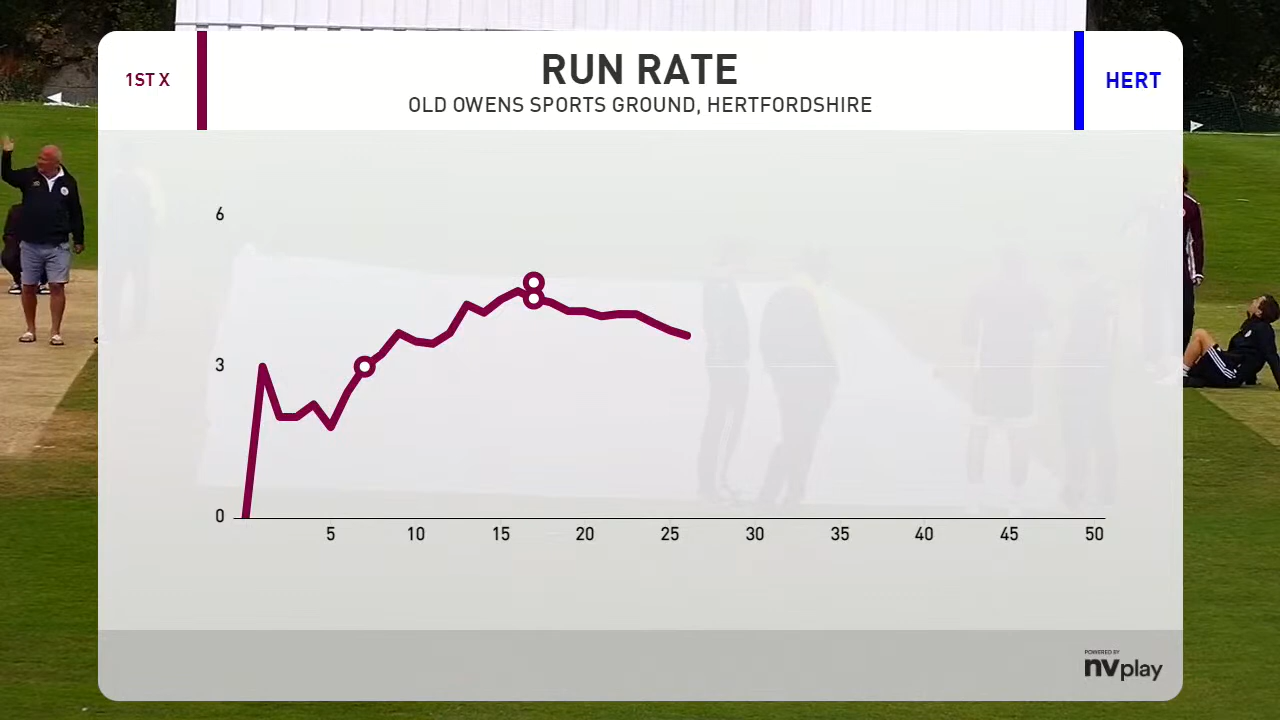 1ST X
RUN RATE
OLD OWENS SPORTS GROUND, HERTFORDSHIRE
HERT
6
3
0
5 10 15 20 25 30 35 40 45 50
POWERED BY
nvplay